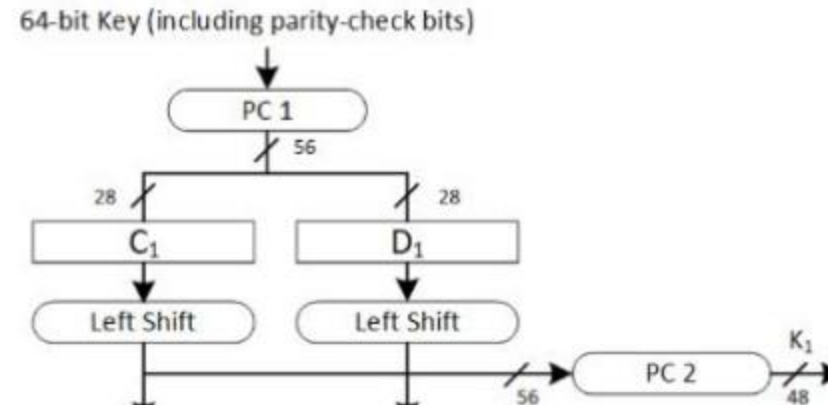 64-bit Key (including parity-check bits)
PC 1
56
28
28
C₁
D₁
Left Shift
Left Shift
K₁
PC 2
56
48